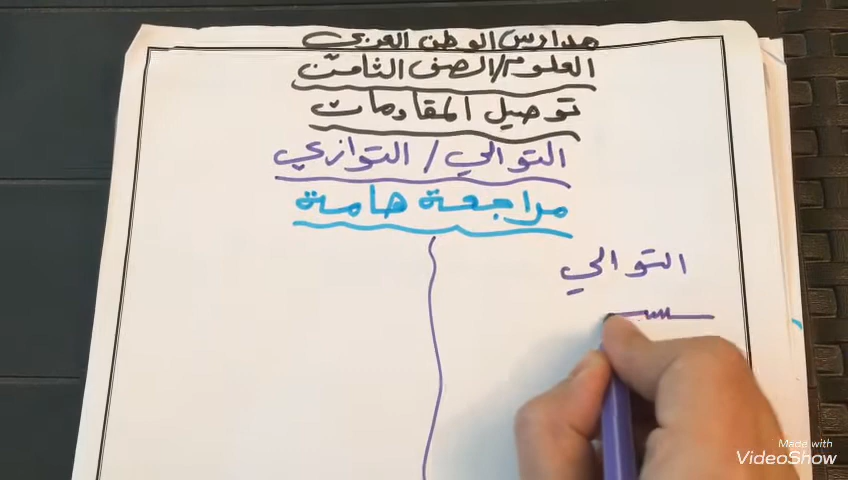 مدارس الوطن العربي
العلوم/الصف الثامن
توصيل المقاومات
التوالي / التوازي
مراجعة هامة
التوالي
Made with
VideoShow